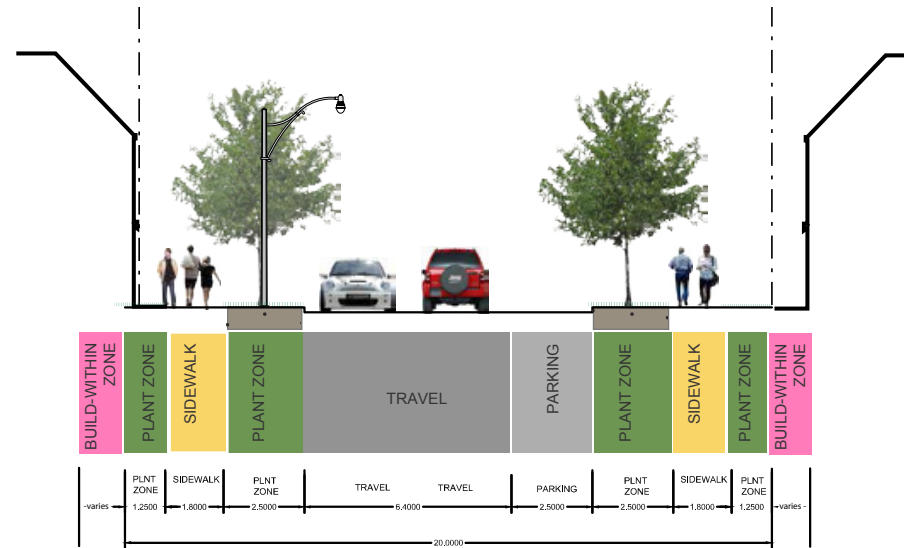 BUILD-WITHIN
ZONE
PLANT ZONE
SIDEWALK
PLANT ZONE
TRAVEL
PARKING
PLANT ZONE
SIDEWALK
PLANT ZONE
BUILD-WITHIN
ZONE
PLNT
ZONE
SIDEWALK
PLNT
ZONE
TRAVEL
TRAVEL
PARKING
PLNT
ZONE
SIDEWALK
PLNT
ZONE
-varies-
1.2500
1.8000
2.5000
6.4000
2.5000
2.5000
1.8000
1.2500
-varies -
20.0000